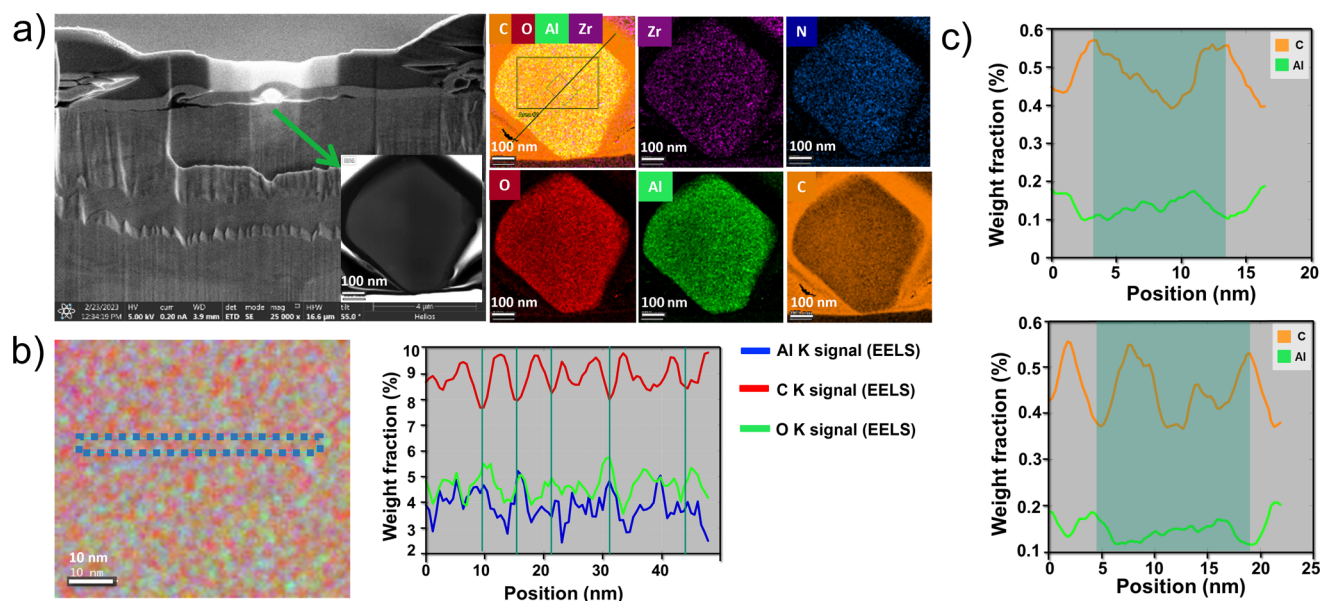 a)
C O Al Zr
100 nm
Zr
100 nm
N
100 nm
O
100 nm
Al
100 nm
C
100 nm
100 nm
2/23/2023 HV curr WD det mode mag HFW tilt 4 µm
12:34:19 PM 5.00 kV 0.20 nA 3.9 mm ETD SE 25 000 x 16.6 µm 55.0 ° Helios
b)
10 nm
10 nm
Weight fraction (%)
10
9
8
7
6
5
4
3
2
0 10 20 30 40
Position (nm)
Al K signal (EELS)
C K signal (EELS)
O K signal (EELS)
c)
Weight fraction (%)
0.6
0.5
0.4
0.3
0.2
0.1
0
C
Al
0 5 10 15 20
Position (nm)
Weight fraction (%)
0.6
0.5
0.4
0.2
0.1
C
Al
0 5 10 15 20 25
Position (nm)